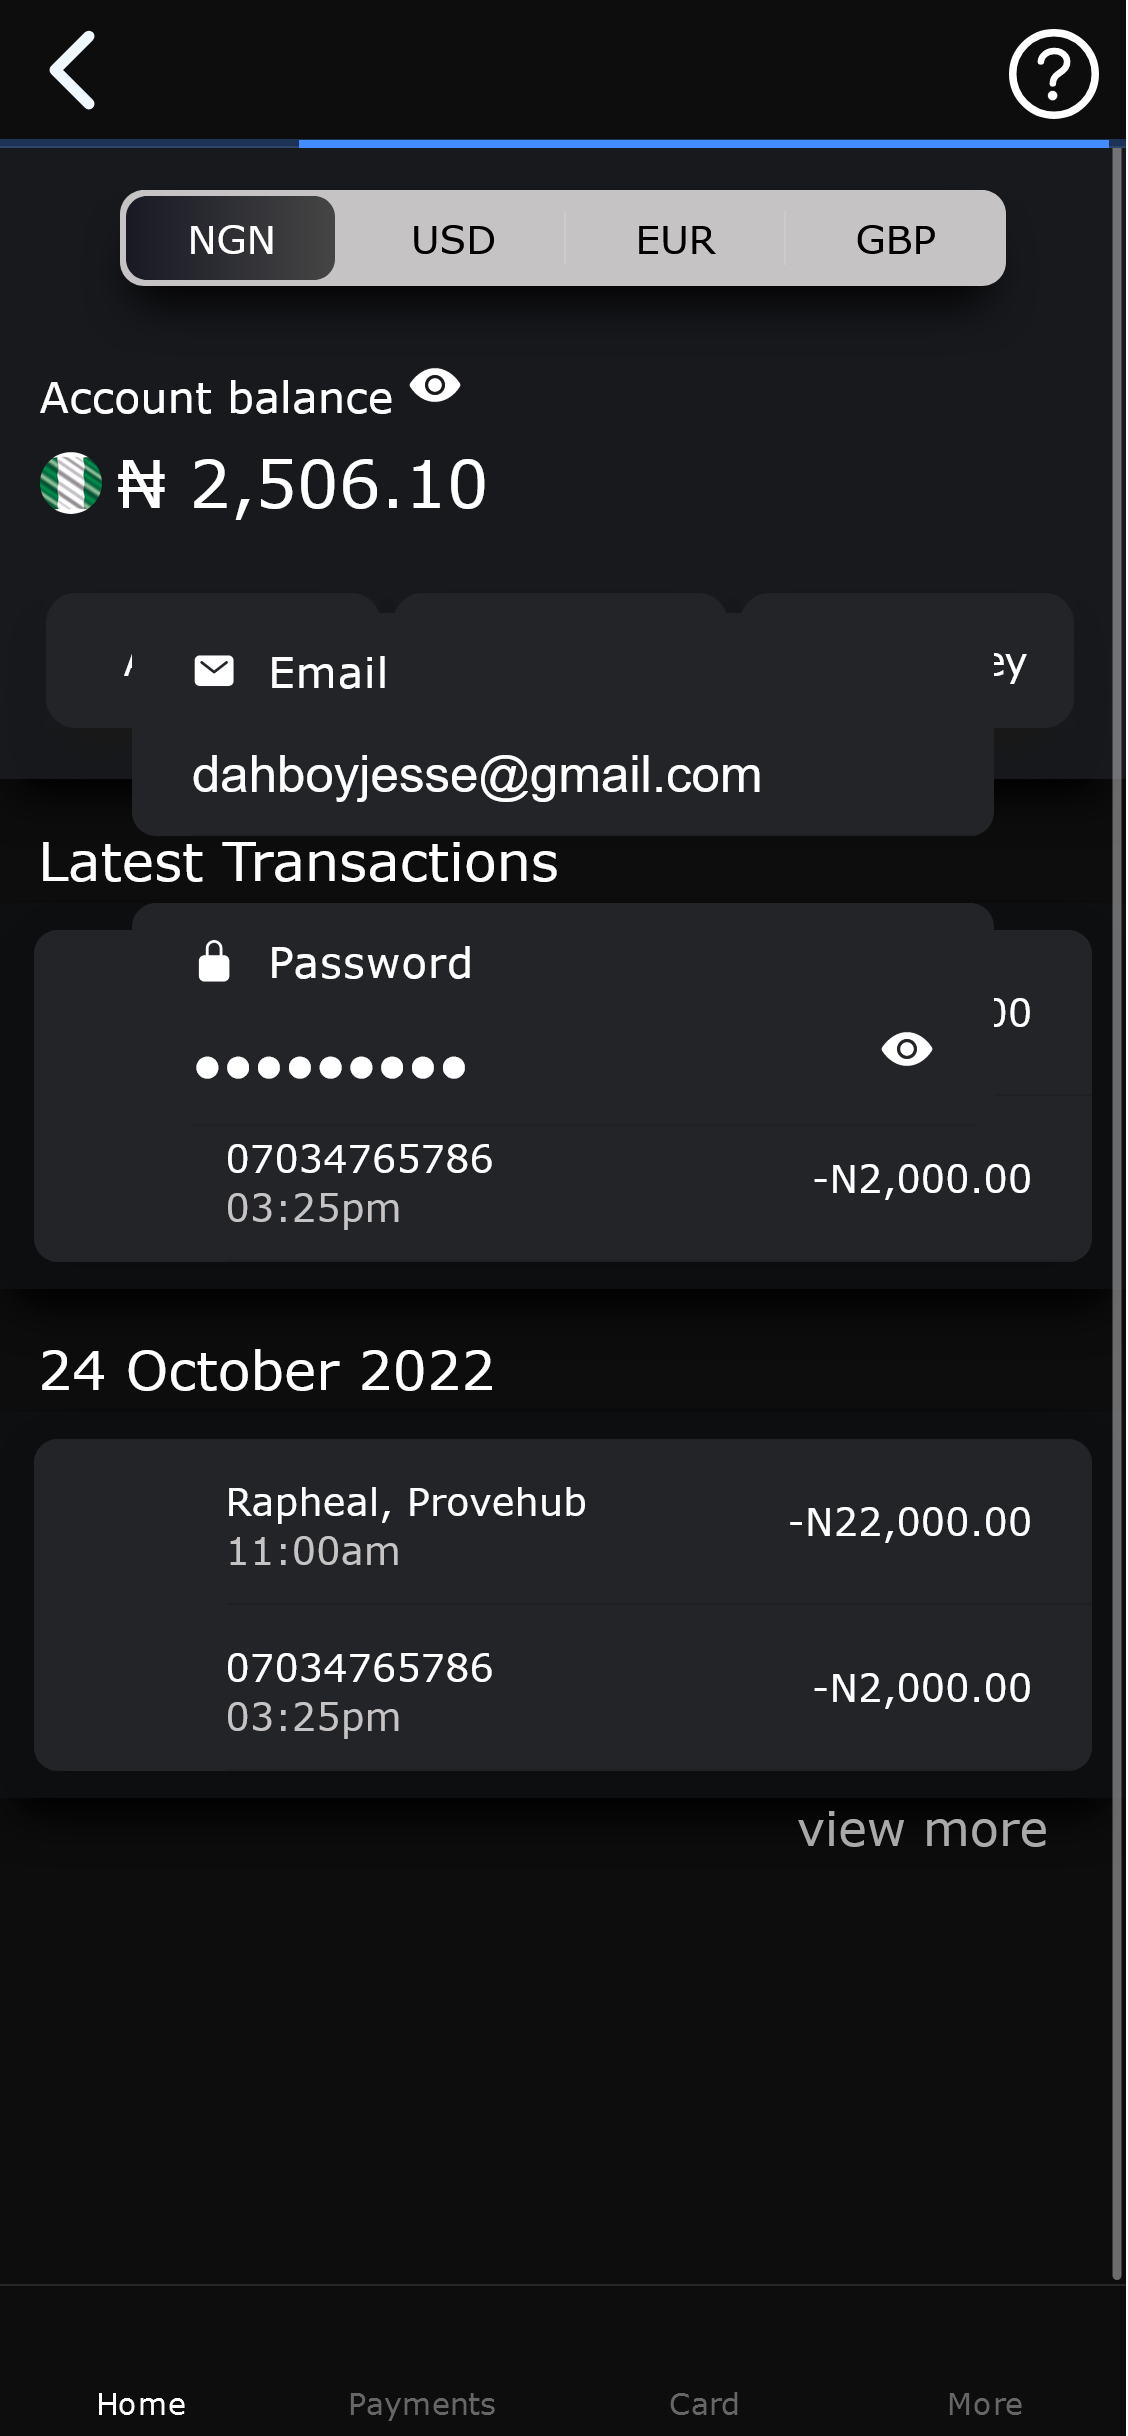 NGN USD EUR GBP
Account balance
₦ 2,506.10
Email
dahboyjesse@gmail.com
Latest Transactions
Password
07034765786
-N2,000.00
03:25pm
24 October 2022
Rapheal, Provehub
-N22,000.00
11:00am
07034765786
-N2,000.00
03:25pm
view more
Home Payments Card More